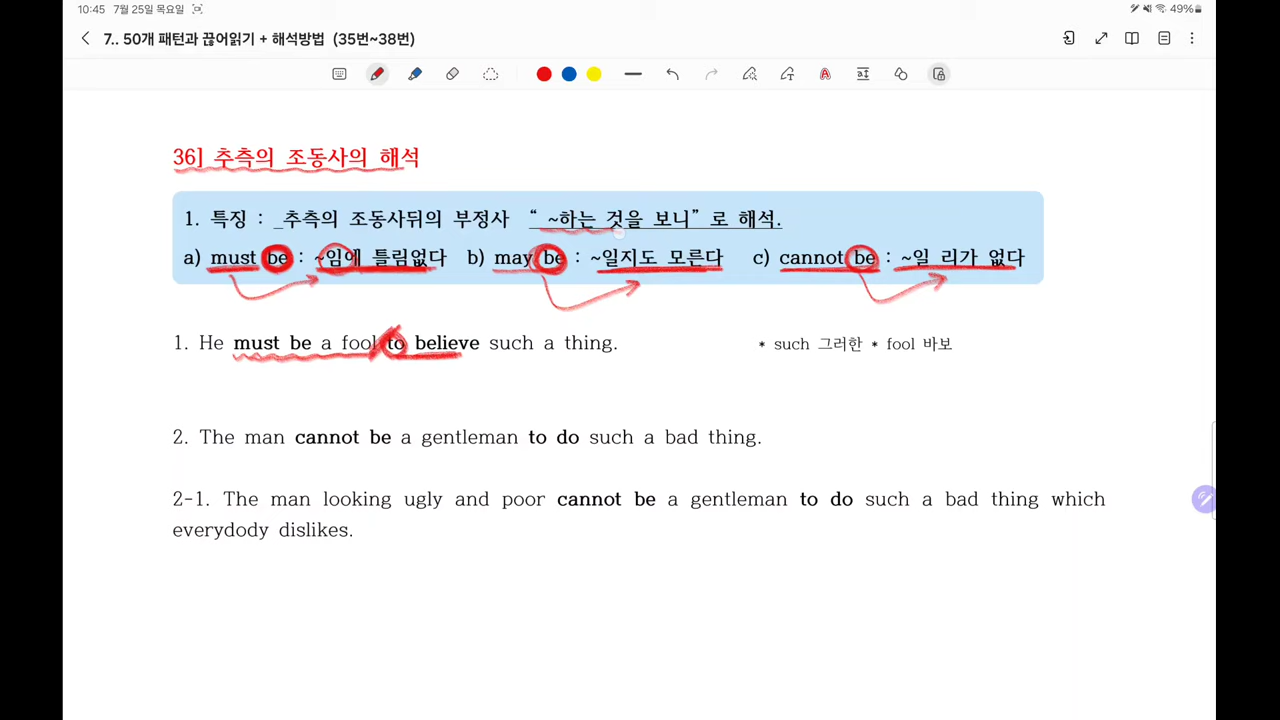 10:45 7월 25일 목요일 49%
7.. 50개 패턴과 끊어읽기 + 해석방법 (35번~38번)
36] 추측의 조동사의 해석
1. 특징 : _추측의 조동사뒤의 부정사 “ ~하는 것을 보니” 로 해석.
a) must be : ~임에 틀림없다 b) may be : ~일지도 모른다 c) cannot be : ~일 리가 없다
1. He must be a fool to believe such a thing. * such 그러한 * fool 바보
2. The man cannot be a gentleman to do such a bad thing.
2-1. The man looking ugly and poor cannot be a gentleman to do such a bad thing which
everydody dislikes.